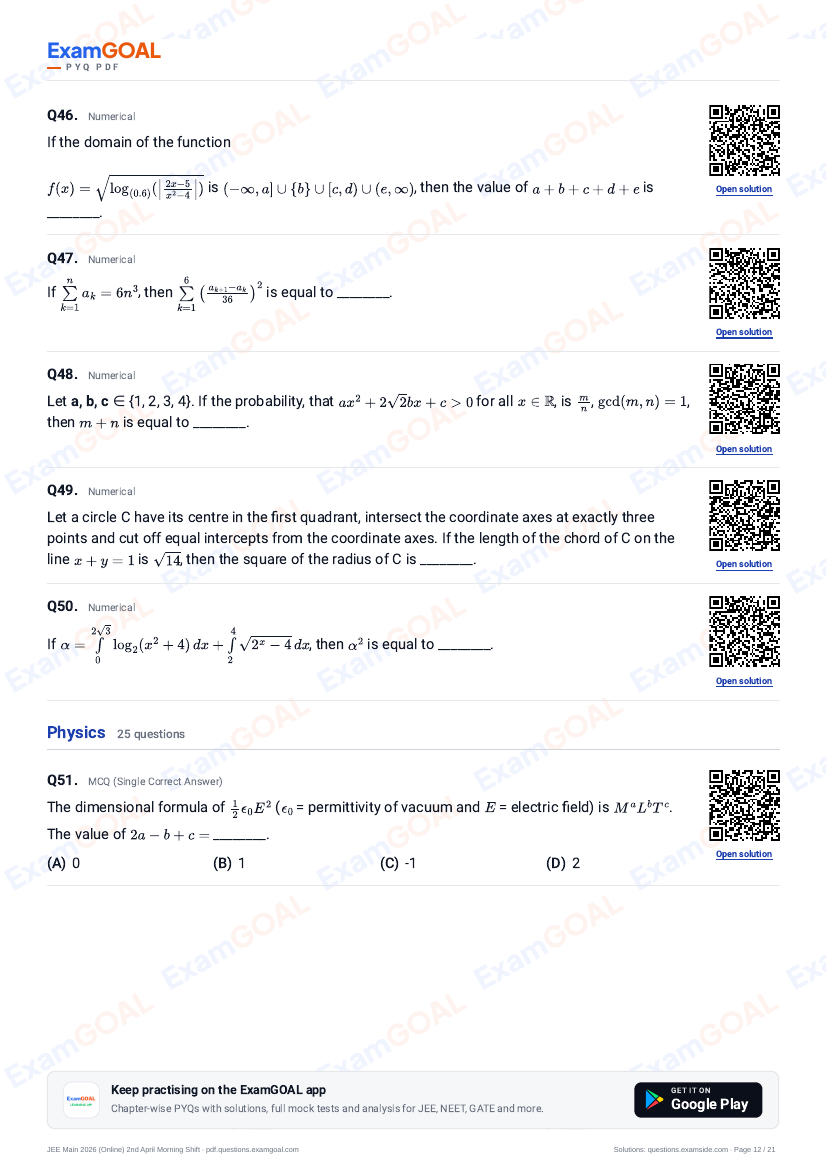 ExamGOAL
PYQ PDF
Q46. Numerical
If the domain of the function
f(x) = √(log_(0.6)(|(2x−5)/(x²−4)|)) is (−∞, a] ∪ {b} ∪ [c, d) ∪ (e, ∞), then the value of a + b + c + d + e is
________.
Open solution
Q47. Numerical
If ∑_{k=1}^{n} a_k = 6n³, then ∑_{k=1}^{6} ((a_{k+1}−a_k)/36)² is equal to ________.
Open solution
Q48. Numerical
Let a, b, c ∈ {1, 2, 3, 4}. If the probability, that ax² + 2√2bx + c > 0 for all x ∈ ℝ, is m/n, gcd(m, n) = 1,
then m + n is equal to ________.
Open solution
Q49. Numerical
Let a circle C have its centre in the first quadrant, intersect the coordinate axes at exactly three
points and cut off equal intercepts from the coordinate axes. If the length of the chord of C on the
line x + y = 1 is √14, then the square of the radius of C is ________.
Open solution
Q50. Numerical
If α = ∫_0^{2√3} log₂(x² + 4) dx + ∫_2^4 √(2ˣ − 4) dx, then α² is equal to ________.
Open solution
Physics 25 questions
Q51. MCQ (Single Correct Answer)
The dimensional formula of ½ϵ₀E² (ϵ₀ = permittivity of vacuum and E = electric field) is MᵃLᵇTᶜ.
The value of 2a − b + c = ________.
(A) 0 (B) 1 (C) -1 (D) 2
Open solution
Keep practising on the ExamGOAL app
Chapter-wise PYQs with solutions, full mock tests and analysis for JEE, NEET, GATE and more.
GET IT ON
Google Play
JEE Main 2026 (Online) 2nd April Morning Shift · pdf.questions.examgoal.com
Solutions: questions.examside.com · Page 12 / 21